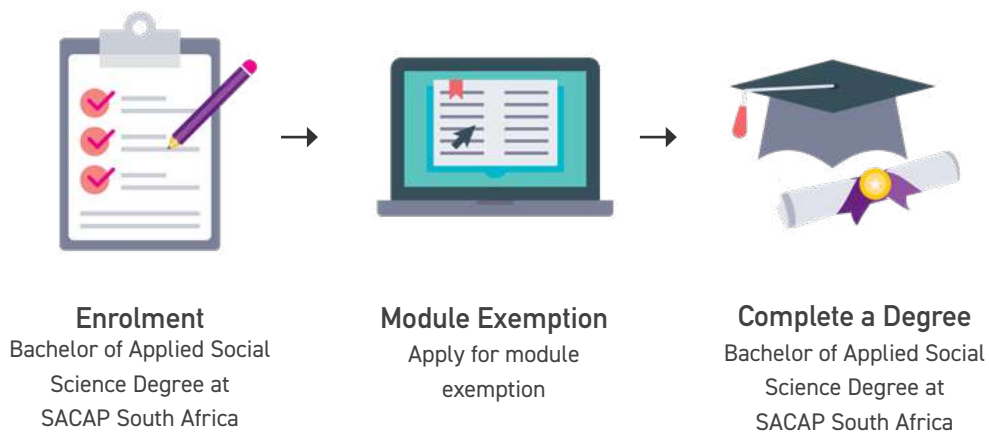 Enrolment
Bachelor of Applied Social
Science Degree at
SACAP South Africa
Module Exemption
Apply for module
exemption
Complete a Degree
Bachelor of Applied Social
Science Degree at
SACAP South Africa